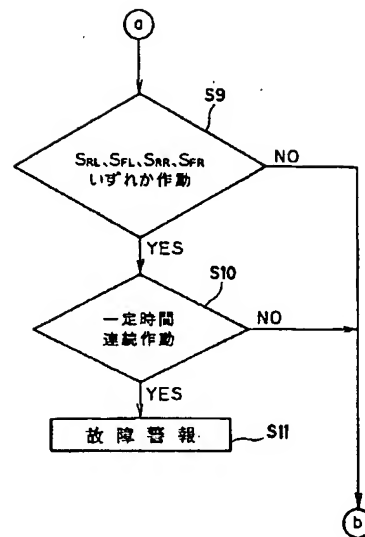 a
S9
SRL、SFL、SRR、SFR
いずれか作動
NO
YES
S10
一定時間
連続作動
NO
YES
故障警報
S11
b